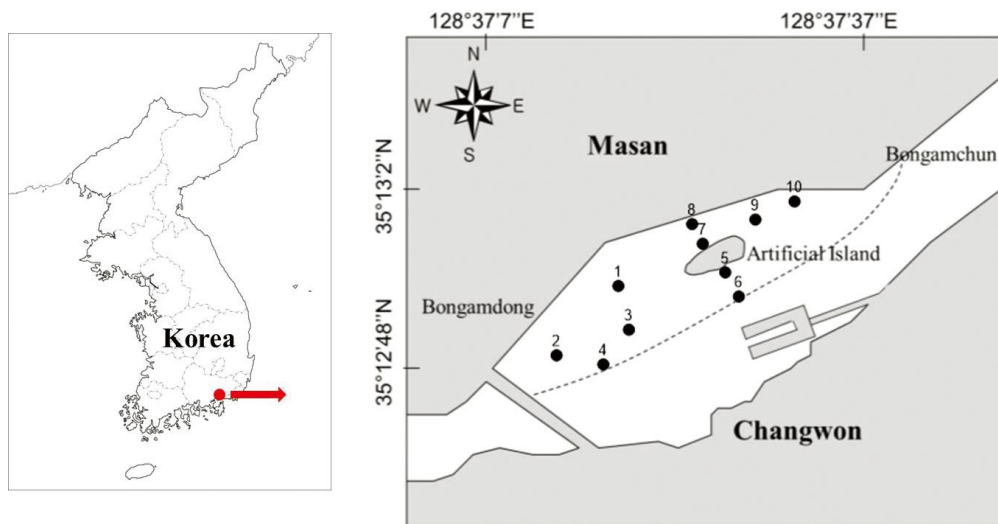 128°37'7''E
128°37'37''E
N
W
E
S
35°13'2''N
35°12'48''N
Masan
Bongamchun
10
9
8
7
Artificial Island
5
6
1
Bongamdong
3
2
4
Changwon
Korea